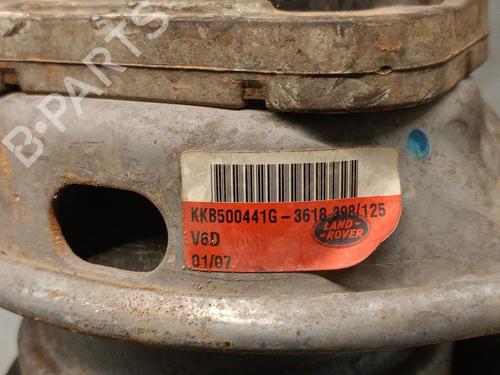 B-PARTS
KKB500441G-3618 398/125
V6D
LAND-
-ROVER
01/07